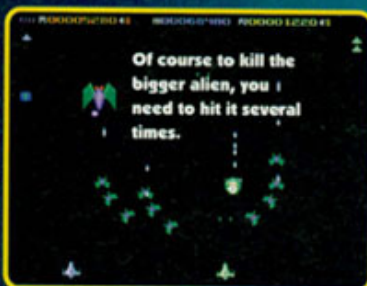 Of course to kill the
bigger alien, you
need to hit it several
times.